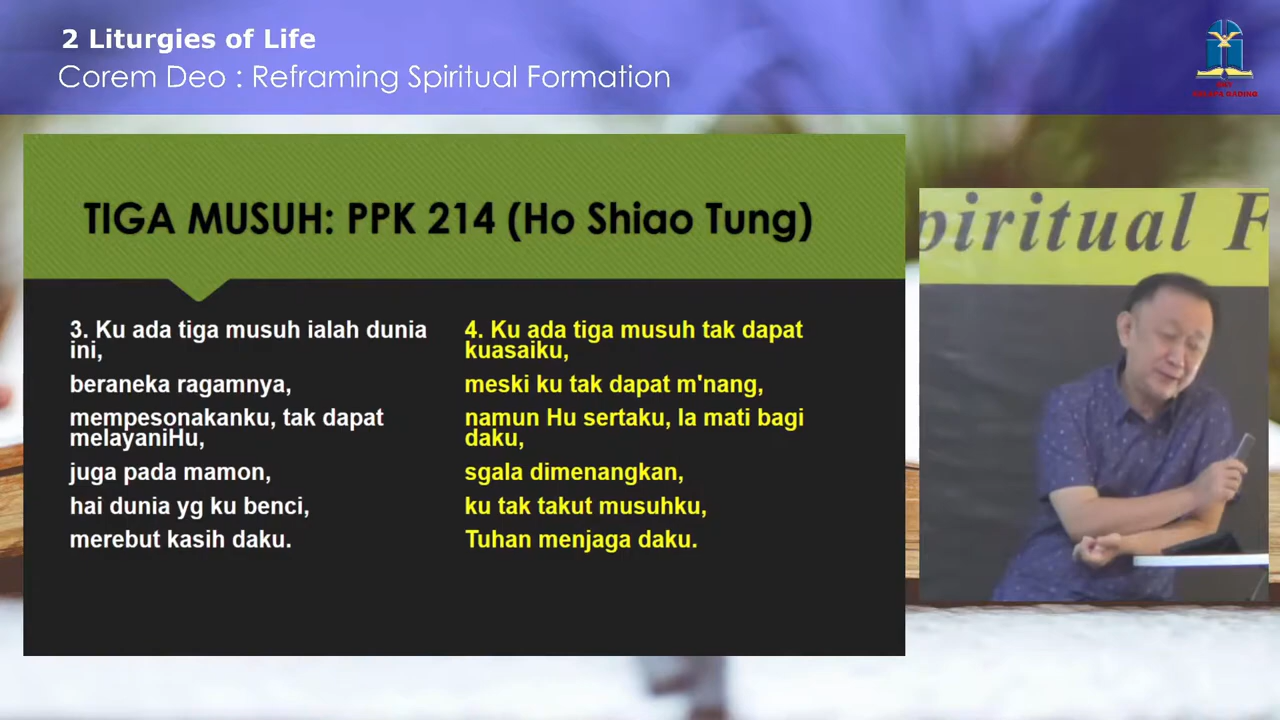 2 Liturgies of Life
Corem Deo : Reframing Spiritual Formation
TIGA MUSUH: PPK 214 (Ho Shiao Tung)
3. Ku ada tiga musuh ialah dunia
ini,
beraneka ragamnya,
mempesonakanku, tak dapat
melayaniHu,
juga pada mamon,
hai dunia yg ku benci,
merebut kasih daku.
4. Ku ada tiga musuh tak dapat
kuasaiku,
meski ku tak dapat m'nang,
namun Hu sertaku, Ia mati bagi
daku,
sgala dimenangkan,
ku tak takut musuhku,
Tuhan menjaga daku.
piritual F
GADING